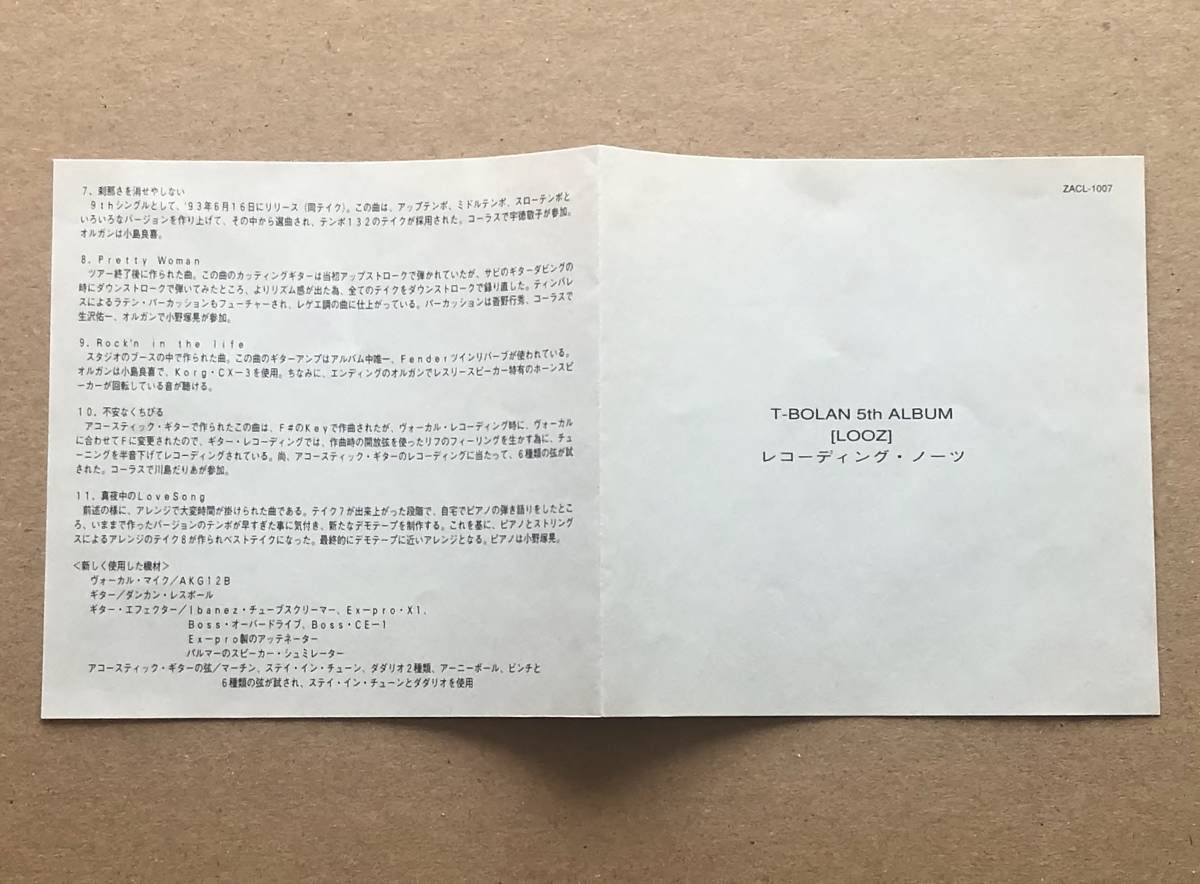 7、刹那さを消せやしない
9thシングルとして、'93年6月16日にリリース(同テイク)。この曲は、アップテンポ、ミドルテンポ、スローテンポと
いろいろなバージョンを作り上げて、その中から選曲され、テンポ132のテイクが採用された。コーラスで宇徳敬子が参加。
オルガンは小島良喜。
8．Pretty Woman
ツアー終了後に作られた曲。この曲のカッティングギターは当初アップストロークで弾かれていたが、サビのギターダビングの
時にダウンストロークで弾いてみたところ、よりリズム感が出た為、全てのテイクをダウンストロークで録り直した。ティンバレ
スによるラテン・パーカッションもフューチャーされ、レゲエ調の曲に仕上がっている。パーカッションは菅野行秀、コーラスで
生沢佑一、オルガンで小野塚晃が参加。
9．Rock'n in the life
スタジオのブースの中で作られた曲。この曲のギターアンプはアルバム中唯一、Fenderツインリバーブが使われている。
オルガンは小島良喜で、Korg・CX－3を使用。ちなみに、エンディングのオルガンでレスリースピーカー特有のホーンスピ
ーカーが回転している音が聴ける。
10．不安なくちびる
アコースティック・ギターで作られたこの曲は、F#のKeyで作曲されたが、ヴォーカル・レコーディング時に、ヴォーカル
に合わせてFに変更されたので、ギター・レコーディングでは、作曲時の開放弦を使ったリフのフィーリングを生かす為に、チュ
ーニングを半音下げてレコーディングされている。尚、アコースティック・ギターのレコーディングに当たって、6種類の弦が試
された。コーラスで川島だりあが参加。
11．真夜中のLoveSong
前述の様に、アレンジで大変時間が掛けられた曲である。テイク7が出来上がった段階で、自宅でピアノの弾き語りをしたとこ
ろ、いままで作ったバージョンのテンポが早すぎた事に気付き、新たなデモテープを制作する。これを基に、ピアノとストリング
スによるアレンジのテイク8が作られベストテイクになった。最終的にデモテープに近いアレンジとなる。ピアノは小野塚晃。
＜新しく使用した機材＞
ヴォーカル・マイク／AKG12B
ギター／ダンカン・レスポール
ギター・エフェクター／Ibanez・チューブスクリーマー、Ex－pro・X1、
Boss・オーバードライブ、Boss・CE－1
Ex－pro製のアッテネーター
パルマーのスピーカー・シュミレーター
アコースティック・ギターの弦／マーチン、ステイ・イン・チューン、ダダリオ2種類、アーニーボール、ピンチと
6種類の弦が試され、ステイ・イン・チューンとダダリオを使用
ZACL-1007
T-BOLAN 5th ALBUM
[LOOZ]
レコーディング・ノーツ